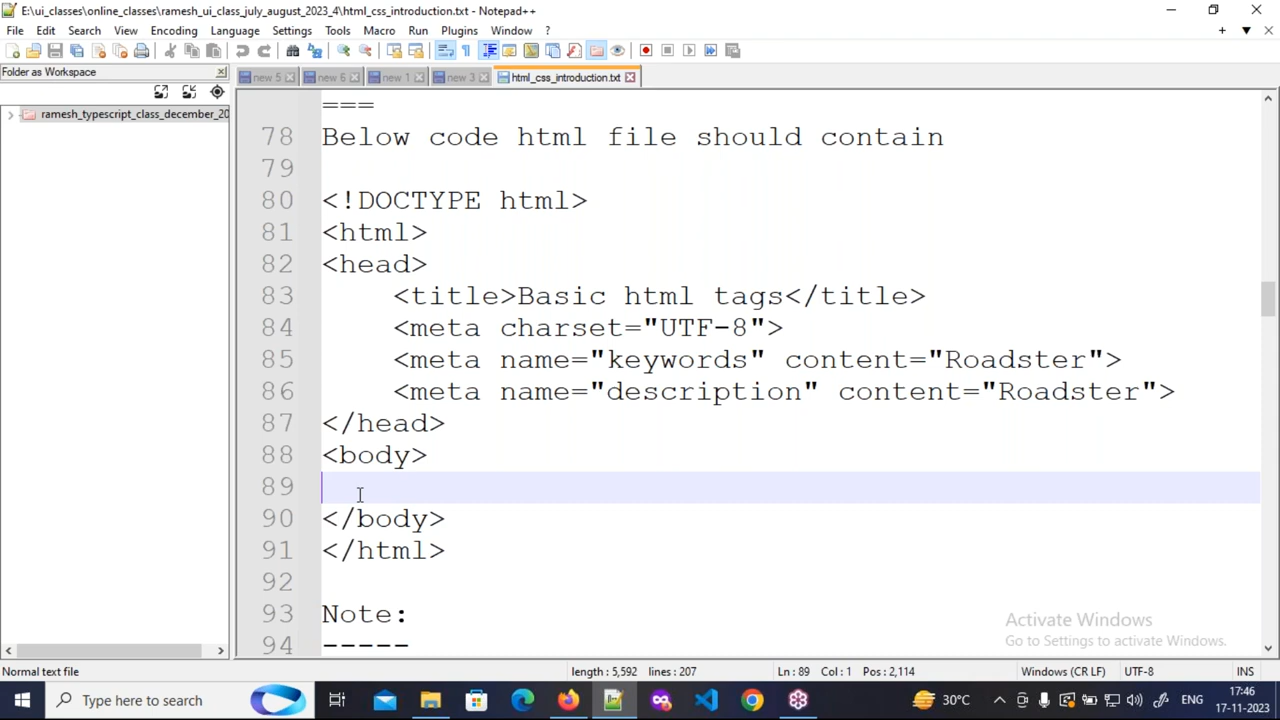 E:\ui_classes\online_classes\ramesh_ui_class_july_august_2023_4\html_css_introduction.txt - Notepad++
File Edit Search View Encoding Language Settings Tools Macro Run Plugins Window ?
Folder as Workspace
new 5 new 6 new 1 new 3 html_css_introduction.txt
ramesh_typescript_class_december_20
===
78 Below code html file should contain
79
80 <!DOCTYPE html>
81 <html>
82 <head>
83 <title>Basic html tags</title>
84 <meta charset="UTF-8">
85 <meta name="keywords" content="Roadster">
86 <meta name="description" content="Roadster">
87 </head>
88 <body>
89
90 </body>
91 </html>
92
93 Note:
94 -----
Activate Windows
Go to Settings to activate Windows.
Normal text file length : 5,592 lines : 207 Ln : 89 Col : 1 Pos : 2,114 Windows (CR LF) UTF-8 INS
Type here to search 30°C ENG 17:46
17-11-2023